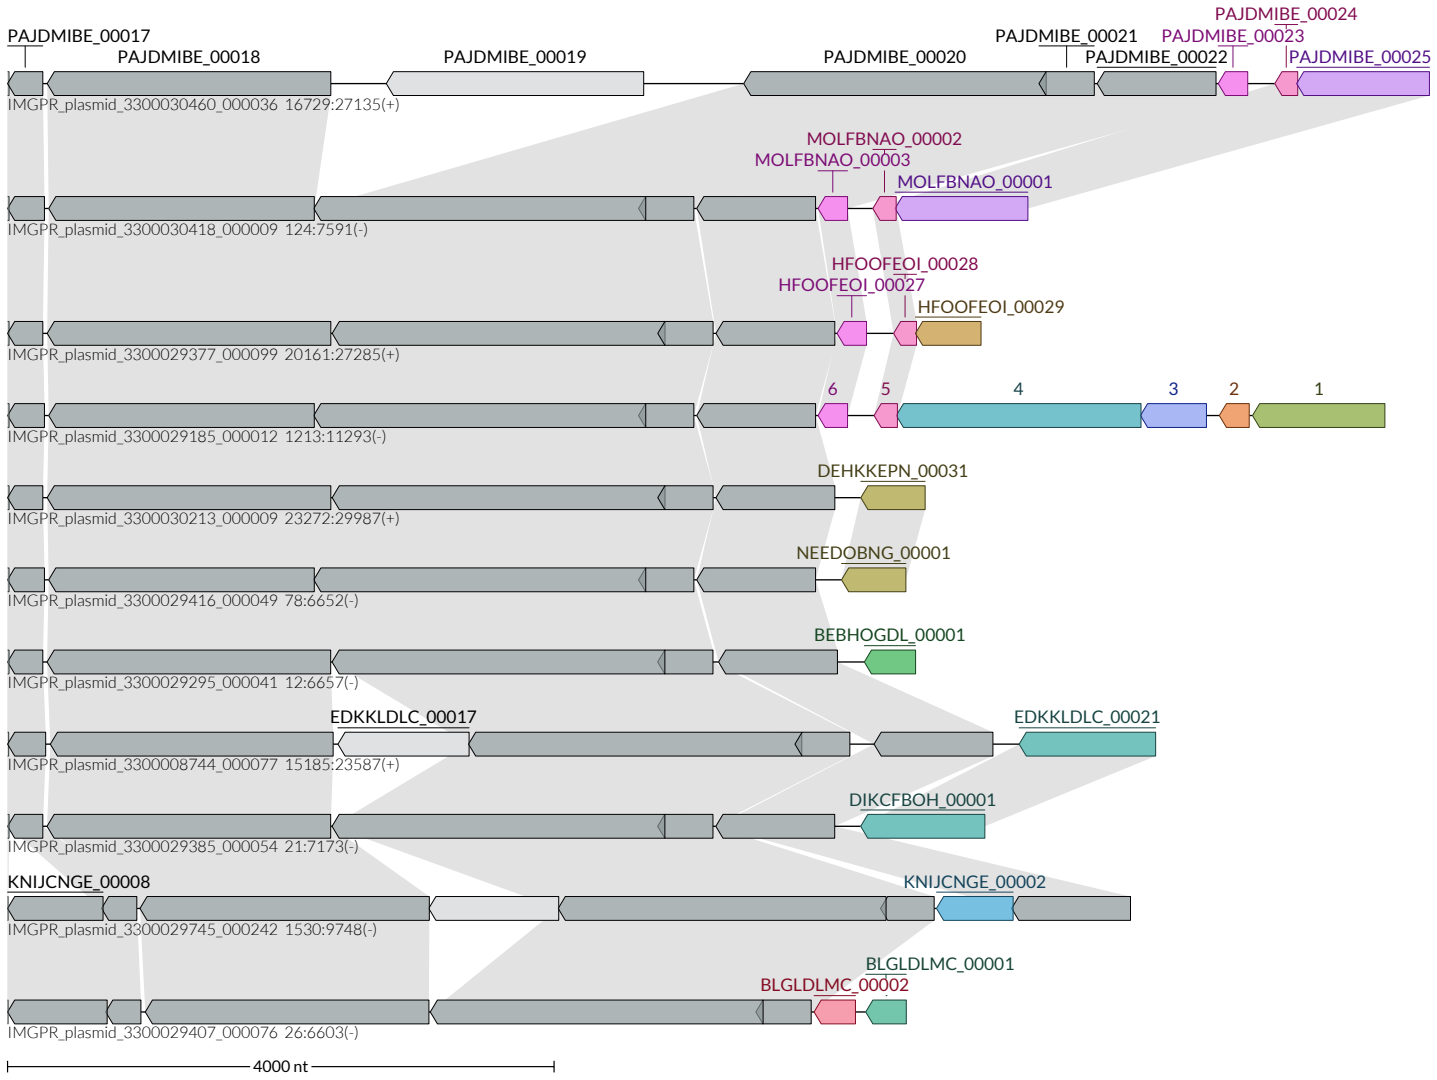 PAJDMIBE_00024
PAJDMIBE_00017 PAJDMIBE_00021 PAJDMIBE_00023
PAJDMIBE_00018 PAJDMIBE_00019 PAJDMIBE_00020 PAJDMIBE_00022 PAJDMIBE_00025
IMGPR_plasmid_3300030460_000036 16729:27135(+)
MOLFBNAO_00002
MOLFBNAO_00003
MOLFBNAO_00001
IMGPR_plasmid_3300030418_000009 124:7591(-)
HFOOFEOI_00028
HFOOFEOI_00027
HFOOFEOI_00029
IMGPR_plasmid_3300029377_000099 20161:27285(+)
6 5 4 3 2 1
IMGPR_plasmid_3300029185_000012 1213:11293(-)
DEHKKEPN_00031
IMGPR_plasmid_3300030213_000009 23272:29987(+)
NEEDOBNG_00001
IMGPR_plasmid_3300029416_000049 78:6652(-)
BEBHOGDL_00001
IMGPR_plasmid_3300029295_000041 12:6657(-)
EDKKLDLC_00017 EDKKLDLC_00021
IMGPR_plasmid_3300008744_000077 15185:23587(+)
DIKCFBOH_00001
IMGPR_plasmid_3300029385_000054 21:7173(-)
KNIJCNGE_00008 KNIJCNGE_00002
IMGPR_plasmid_3300029745_000242 1530:9748(-)
BLGLDLMC_00001
BLGLDLMC_00002
IMGPR_plasmid_3300029407_000076 26:6603(-)
4000 nt